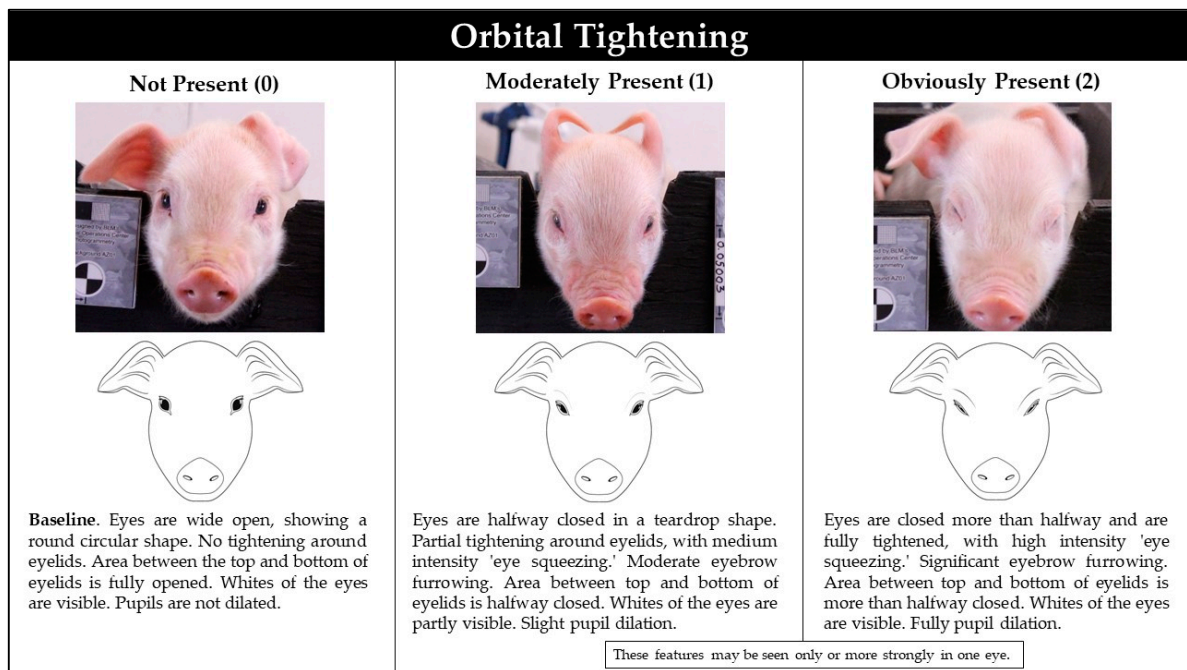 Orbital Tightening
Not Present (0)
Baseline. Eyes are wide open, showing a
round circular shape. No tightening around
eyelids. Area between the top and bottom of
eyelids is fully opened. Whites of the eyes
are visible. Pupils are not dilated.
Moderately Present (1)
0.05003
Eyes are halfway closed in a teardrop shape.
Partial tightening around eyelids, with medium
intensity 'eye squeezing.' Moderate eyebrow
furrowing. Area between top and bottom of
eyelids is halfway closed. Whites of the eyes are
partly visible. Slight pupil dilation.
Obviously Present (2)
Eyes are closed more than halfway and are
fully tightened, with high intensity 'eye
squeezing.' Significant eyebrow furrowing.
Area between top and bottom of eyelids is
more than halfway closed. Whites of the eyes
are visible. Fully pupil dilation.
These features may be seen only or more strongly in one eye.